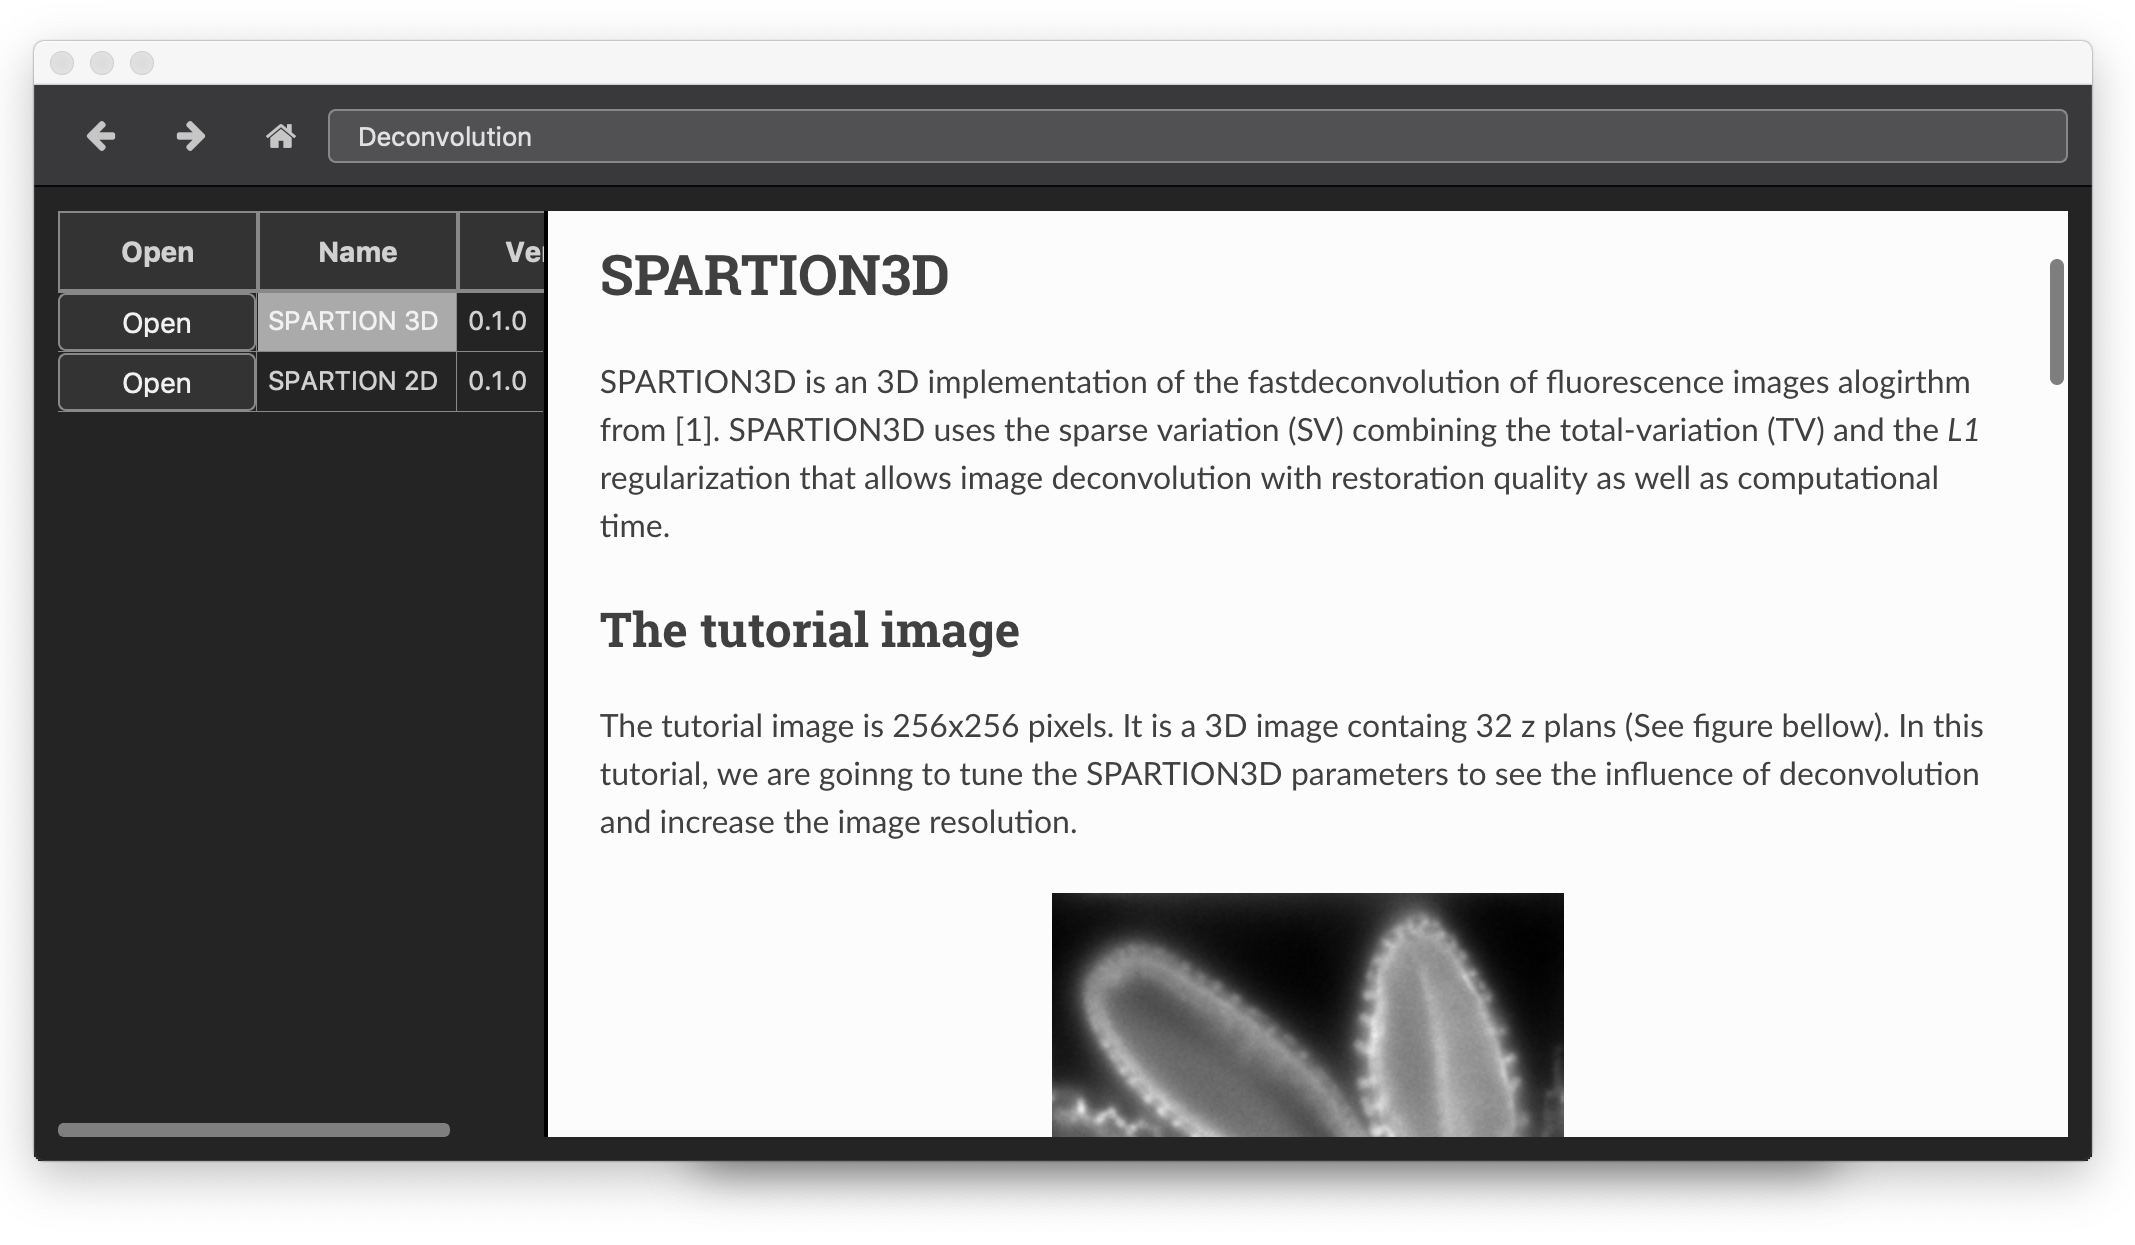 Deconvolution
Open Name Ver
Open SPARTION 3D 0.1.0
Open SPARTION 2D 0.1.0
SPARTION3D
SPARTION3D is an 3D implementation of the fastdeconvolution of fluorescence images alogirthm
from [1]. SPARTION3D uses the sparse variation (SV) combining the total-variation (TV) and the L1
regularization that allows image deconvolution with restoration quality as well as computational
time.
The tutorial image
The tutorial image is 256x256 pixels. It is a 3D image containg 32 z plans (See figure bellow). In this
tutorial, we are goinng to tune the SPARTION3D parameters to see the influence of deconvolution
and increase the image resolution.